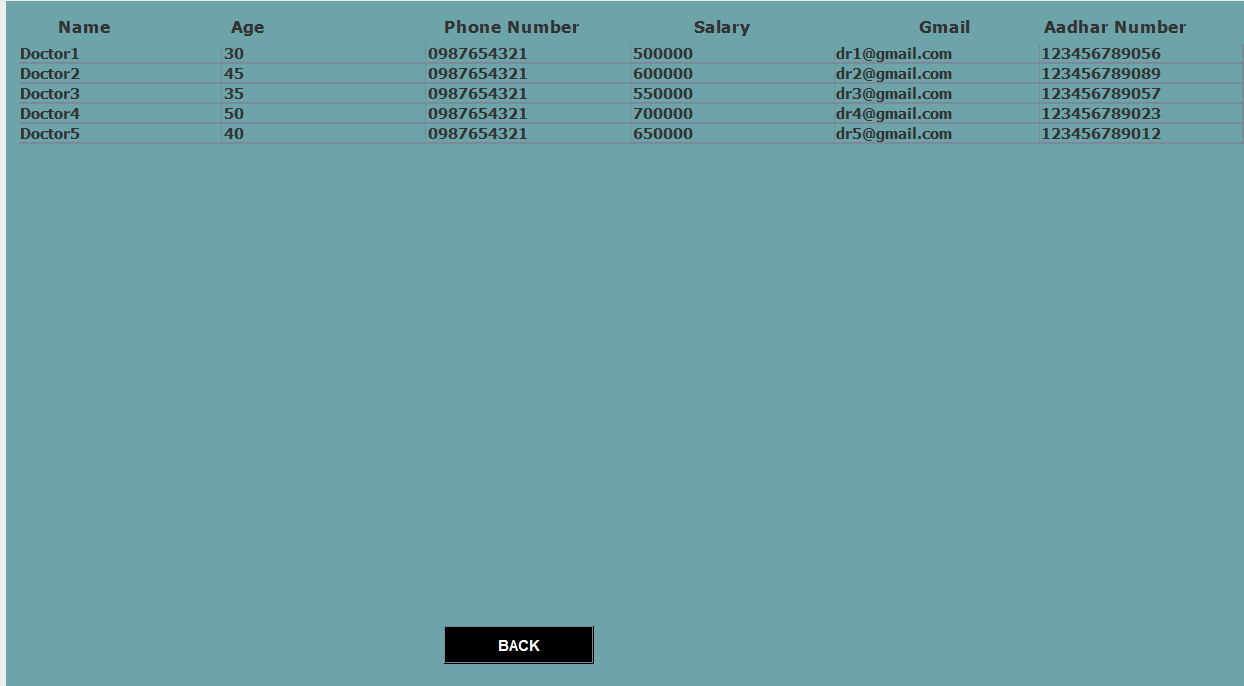 Name Age Phone Number Salary Gmail Aadhar Number
Doctor1 30 0987654321 500000 dr1@gmail.com 123456789056
Doctor2 45 0987654321 600000 dr2@gmail.com 123456789089
Doctor3 35 0987654321 550000 dr3@gmail.com 123456789057
Doctor4 50 0987654321 700000 dr4@gmail.com 123456789023
Doctor5 40 0987654321 650000 dr5@gmail.com 123456789012
BACK